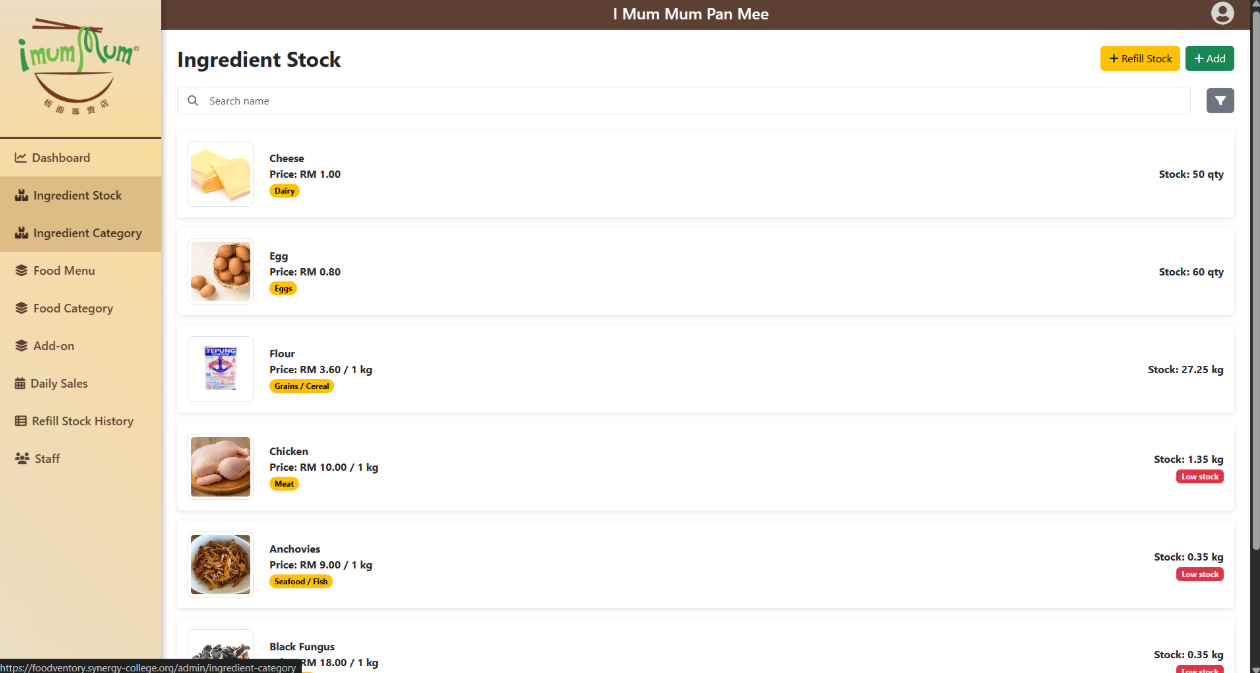 I Mum Mum Pan Mee
imum Mum
板面專賣店
Dashboard
Ingredient Stock
Ingredient Category
Food Menu
Food Category
Add-on
Daily Sales
Refill Stock History
Staff
Ingredient Stock
+ Refill Stock
+ Add
Search name
Cheese
Price: RM 1.00
Dairy
Stock: 50 qty
Egg
Price: RM 0.80
Eggs
Stock: 60 qty
TEPUNG
Flour
Price: RM 3.60 / 1 kg
Grains / Cereal
Stock: 27.25 kg
Chicken
Price: RM 10.00 / 1 kg
Meat
Stock: 1.35 kg
Low stock
Anchovies
Price: RM 9.00 / 1 kg
Seafood / Fish
Stock: 0.35 kg
Low stock
Black Fungus
RM 18.00 / 1 kg
Stock: 0.35 kg
Low stock
https://foodventory.synergy-college.org/admin/ingredient-category